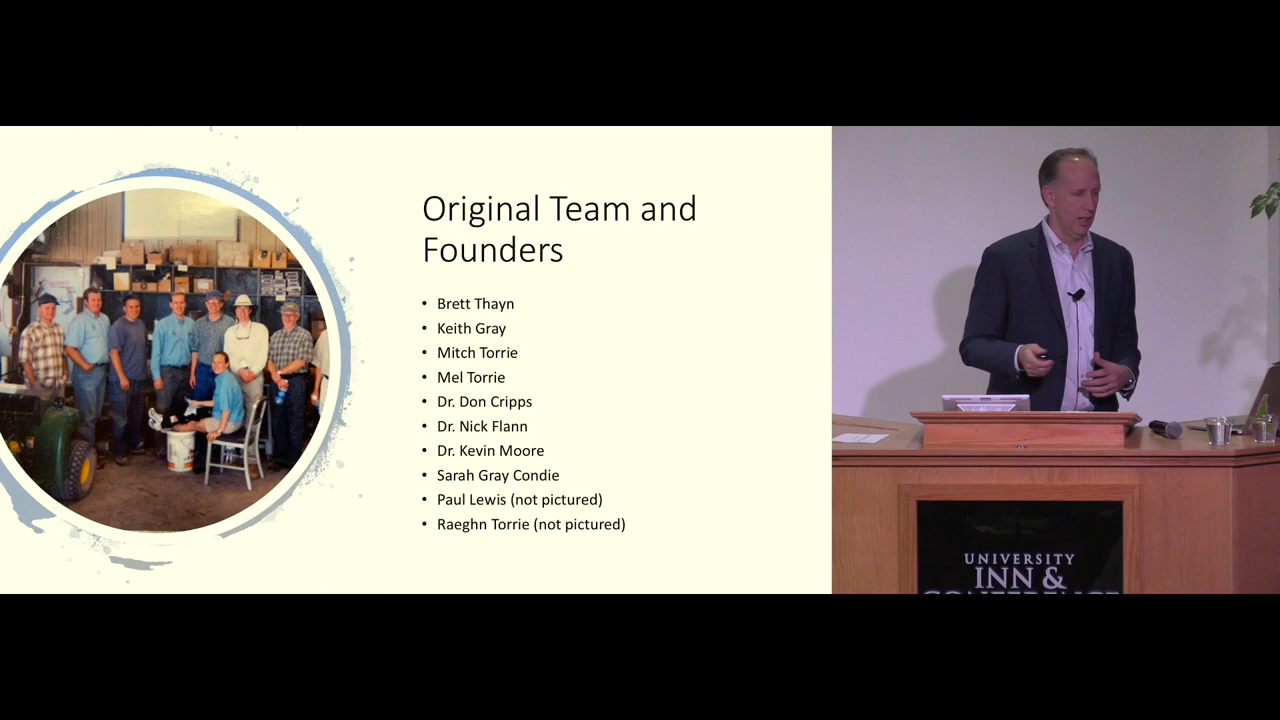 Original Team and
Founders
• Brett Thayn
• Keith Gray
• Mitch Torrie
• Mel Torrie
• Dr. Don Cripps
• Dr. Nick Flann
• Dr. Kevin Moore
• Sarah Gray Condie
• Paul Lewis (not pictured)
• Raeghn Torrie (not pictured)
UNIVERSITY
INN &
CONFERENCE